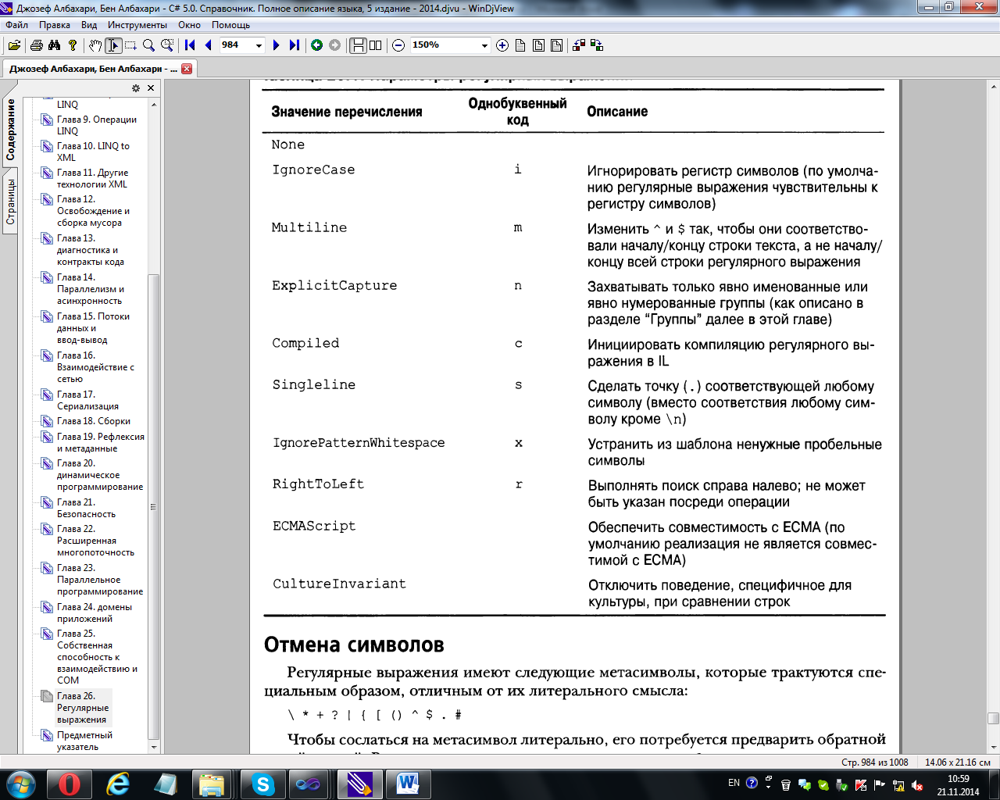 Джозеф Албахари, Бен Албахари - C# 5.0. Справочник. Полное описание языка, 5 издание - 2014.djvu - WinDjView
Файл Правка Вид Инструменты Окно Помощь
984 150%
Джозеф Албахари, Бен Албахари - ...
Содержание
Страницы
LINQ
Глава 9. Операции
LINQ
Глава 10. LINQ to
XML
Глава 11. Другие
технологии XML
Глава 12.
Освобождение и
сборка мусора
Глава 13.
диагностика и
контракты кода
Глава 14.
Параллелизм и
асинхронность
Глава 15. Потоки
данных и
ввод-вывод
Глава 16.
Взаимодействие с
сетью
Глава 17.
Сериализация
Глава 18. Сборки
Глава 19. Рефлексия
и метаданные
Глава 20.
динамическое
программирование
Глава 21.
Безопасность
Глава 22.
Расширенная
многопоточность
Глава 23.
Параллельное
программирование
Глава 24. домены
приложений
Глава 25.
Собственная
способность к
взаимодействию и
COM
Глава 26.
Регулярные
выражения
Предметный
указатель
Значение перечисления Однобуквенный код Описание
None
IgnoreCase i Игнорировать регистр символов (по умолча-
нию регулярные выражения чувствительны к
регистру символов)
Multiline m Изменить ^ и $ так, чтобы они соответство-
вали началу/концу строки текста, а не началу/
концу всей строки регулярного выражения
ExplicitCapture n Захватывать только явно именованные или
явно нумерованные группы (как описано в
разделе “Группы” далее в этой главе)
Compiled c Инициировать компиляцию регулярного вы-
ражения в IL
Singleline s Сделать точку (.) соответствующей любому
символу (вместо соответствия любому сим-
волу кроме \n)
IgnorePatternWhitespace x Устранить из шаблона ненужные пробельные
символы
RightToLeft r Выполнять поиск справа налево; не может
быть указан посреди операции
ECMAScript Обеспечить совместимость с ECMA (по
умолчанию реализация не является совмес-
тимой с ECMA)
CultureInvariant Отключить поведение, специфичное для
культуры, при сравнении строк
Отмена символов
Регулярные выражения имеют следующие метасимволы, которые трактуются спе-
циальным образом, отличным от их литерального смысла:
\ * + ? | { [ () ^ $ . #
Чтобы сослаться на метасимвол литерально, его потребуется предварить обратной
Стр. 984 из 1008 14.06 x 21.16 см
EN 10:59
21.11.2014